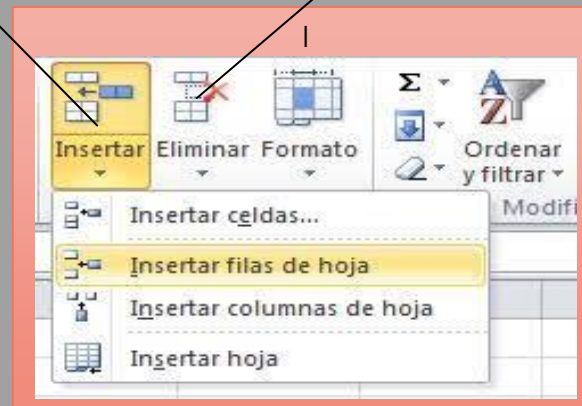 Insertar Eliminar Formato
Σ
A
Z
Ordenar
y filtrar
Modifi
Insertar celdas...
Insertar filas de hoja
Insertar columnas de hoja
Insertar hoja